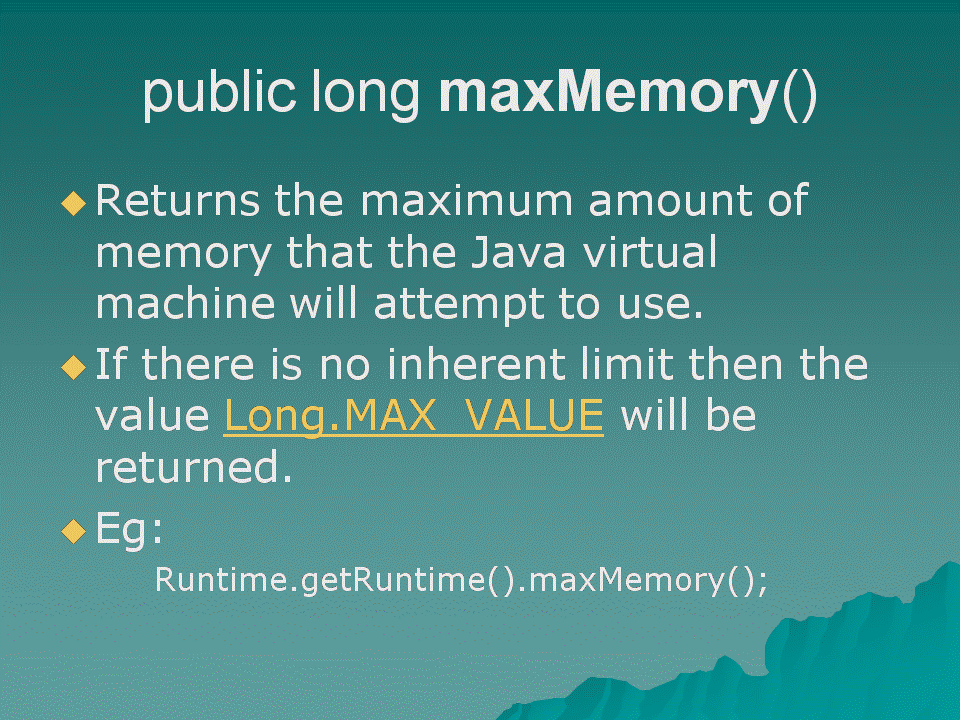 public long maxMemory()
Returns the maximum amount of
memory that the Java virtual
machine will attempt to use.
If there is no inherent limit then the
value Long.MAX_VALUE will be
returned.
Eg:
Runtime.getRuntime().maxMemory();